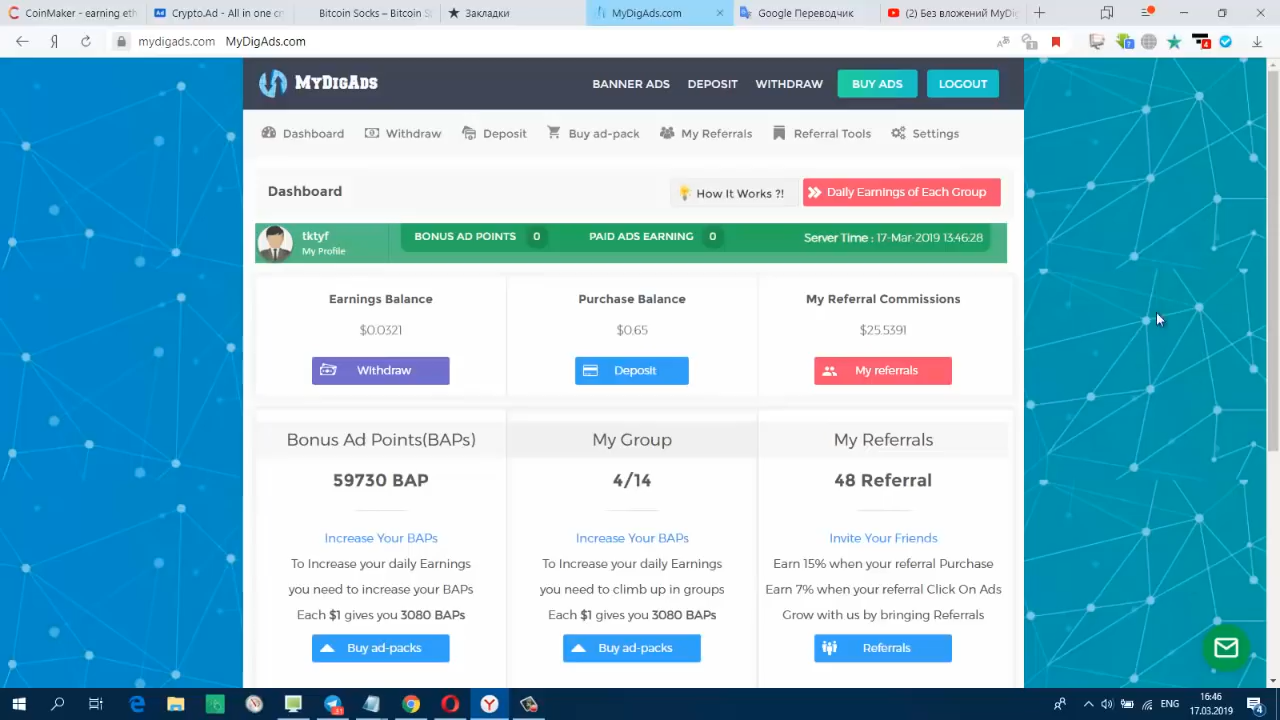 CoinMaker - earning eth
Crypto.Ad - All in one c
Bitcoin Socks – Bitcoin S
Закладки
MyDigAds.com
Google Переводчик
(2) Без вложений MyDig
mydigads.com MyDigAds.com
MyDigAds
BANNER ADS DEPOSIT WITHDRAW BUY ADS LOGOUT
Dashboard Withdraw Deposit Buy ad-pack My Referrals Referral Tools Settings
Dashboard How It Works ?! Daily Earnings of Each Group
tktyf
My Profile
BONUS AD POINTS 0 PAID ADS EARNING 0 Server Time : 17-Mar-2019 13:46:28
Earnings Balance Purchase Balance My Referral Commissions
$0.0321 $0.65 $25.5391
Withdraw Deposit My referrals
Bonus Ad Points(BAPs) My Group My Referrals
59730 BAP 4/14 48 Referral
Increase Your BAPs Increase Your BAPs Invite Your Friends
To Increase your daily Earnings To Increase your daily Earnings Earn 15% when your referral Purchase
you need to increase your BAPs you need to climb up in groups Earn 7% when your referral Click On Ads
Each $1 gives you 3080 BAPs Each $1 gives you 3080 BAPs Grow with us by bringing Referrals
Buy ad-packs Buy ad-packs Referrals
ENG
16:46
17.03.2019